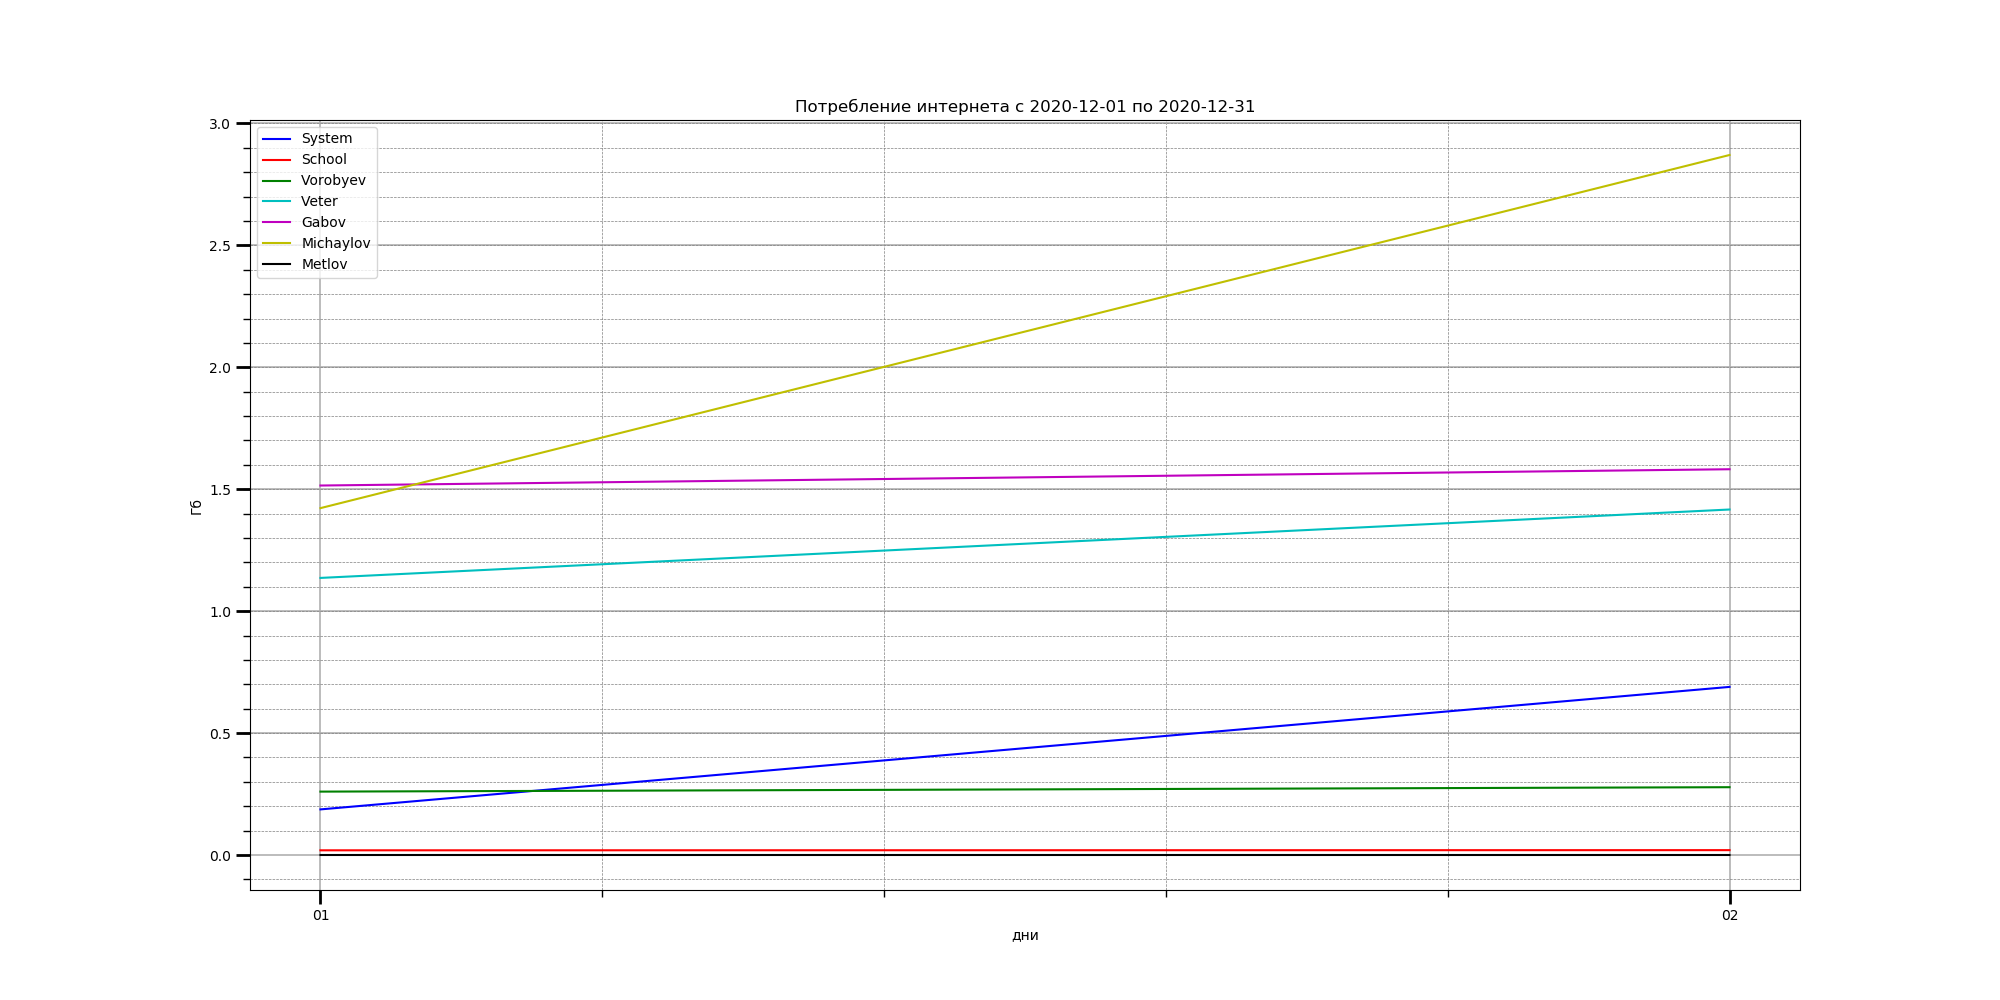 Потребление интернета с 2020-12-01 по 2020-12-31
3.0
2.5
2.0
1.5
1.0
0.5
0.0
Гб
System
School
Vorobyev
Veter
Gabov
Michaylov
Metlov
01
02
дни